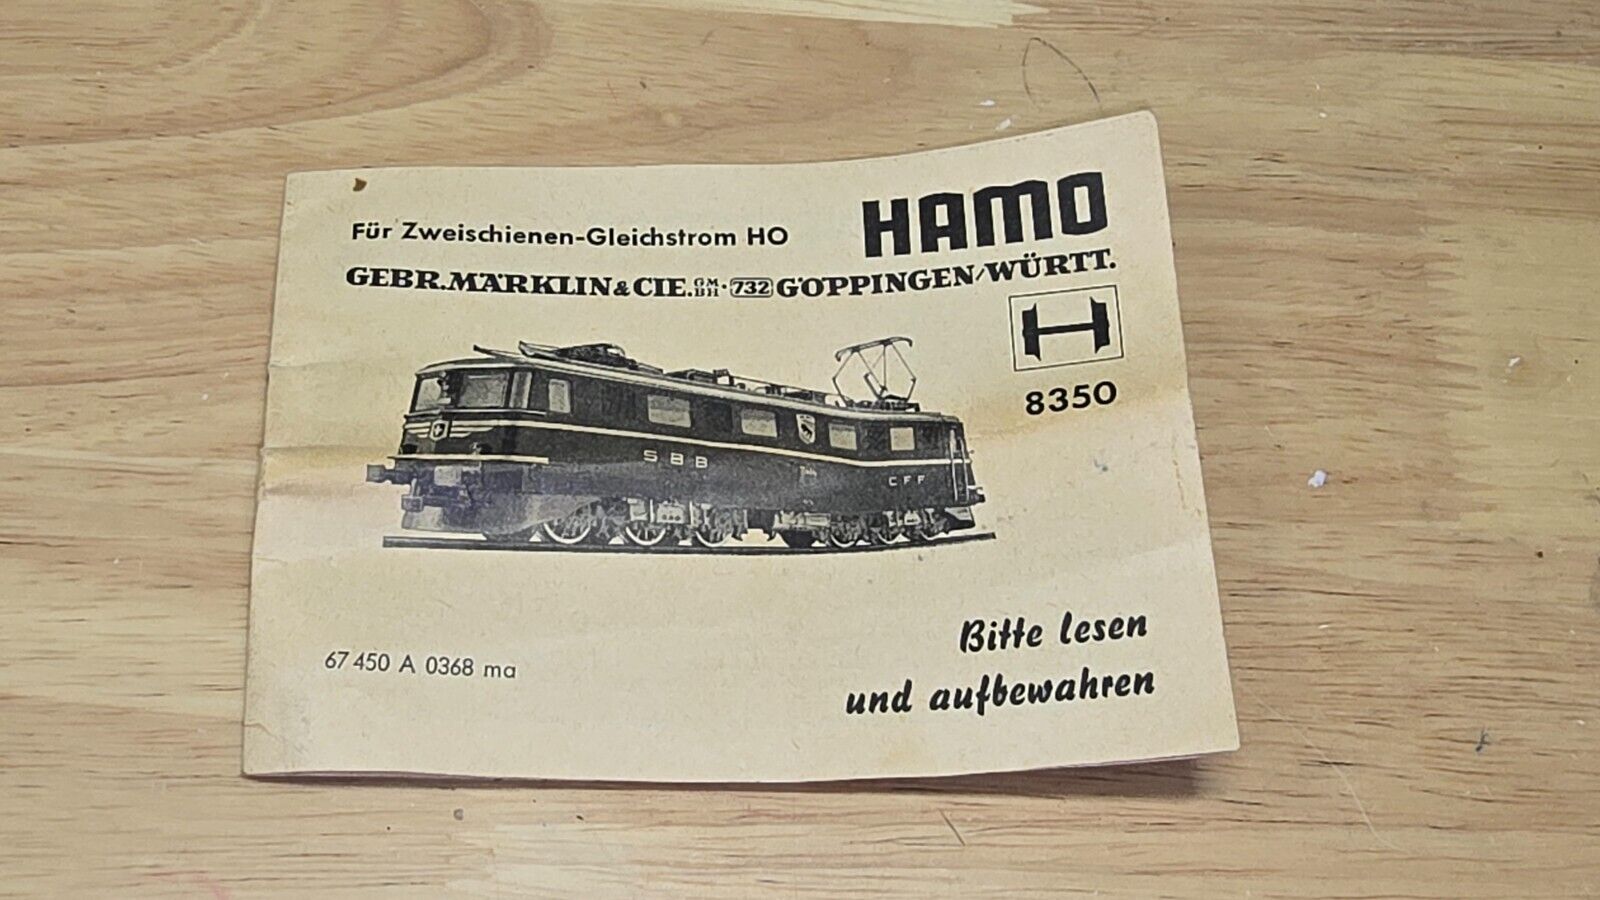 Für Zweischienen-Gleichstrom HO
HAMO
GEBR. MÄRKLIN & CIE. GMBH · 732 GÖPPINGEN/WÜRTT.
8350
SBB
CFF
67 450 A 0368 ma
Bitte lesen
und aufbewahren